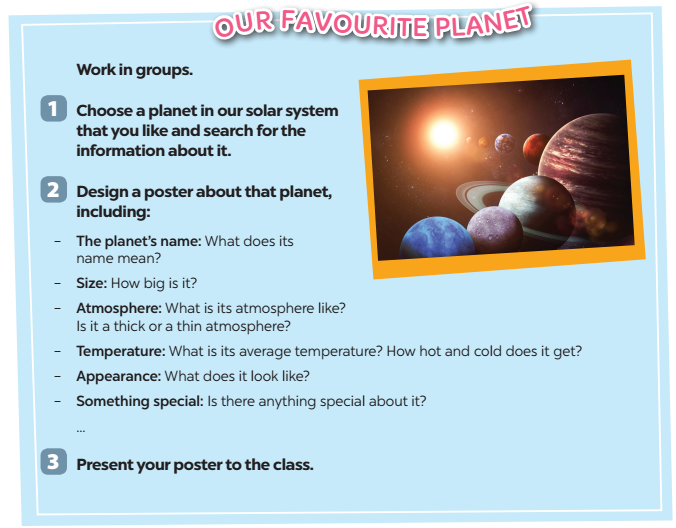 OUR FAVOURITE PLANET
Work in groups.
1 Choose a planet in our solar system
that you like and search for the
information about it.
2 Design a poster about that planet,
including:
– The planet's name: What does its
name mean?
– Size: How big is it?
– Atmosphere: What is its atmosphere like?
Is it a thick or a thin atmosphere?
– Temperature: What is its average temperature? How hot and cold does it get?
– Appearance: What does it look like?
– Something special: Is there anything special about it?
...
3 Present your poster to the class.